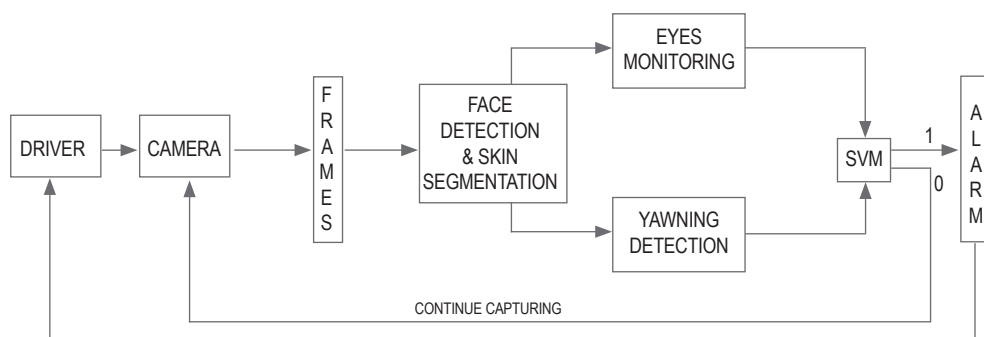 DRIVER
CAMERA
FRAMES
FACE
DETECTION
& SKIN
SEGMENTATION
EYES
MONITORING
YAWNING
DETECTION
SVM
1
0
ALARM
CONTINUE CAPTURING